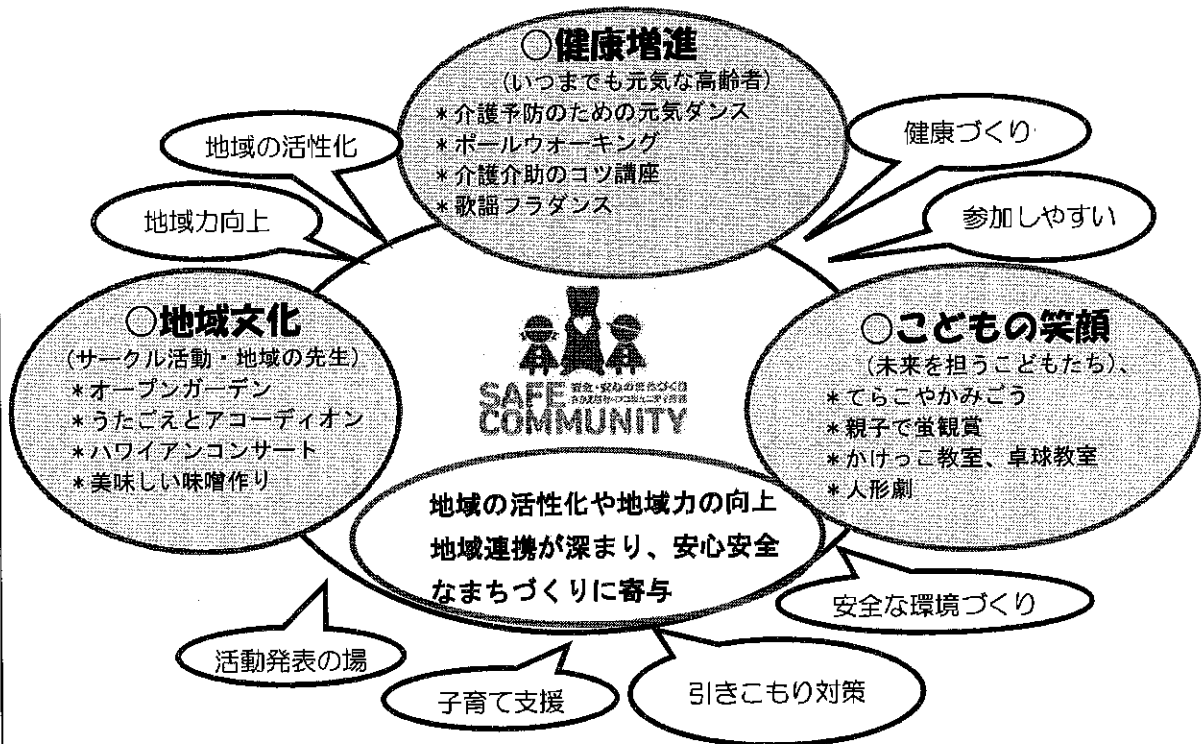 ○健康増進
(いつまでも元気な高齢者)
*介護予防のための元気ダンス
*ポールウォーキング
*介護介助のコツ講座
*歌謡フラダンス
地域の活性化
地域力向上
健康づくり
参加しやすい
○地域文化
(サークル活動・地域の先生)
*オープンガーデン
*うたごえとアコーディオン
*ハワイアンコンサート
*美味しい味噌作り
SAFE
COMMUNITY
安全・安心のまちづくり
○こどもの笑顔
(未来を担うこどもたち)、
*てらこやかみごう
*親子で蛍観賞
*かけっこ教室、卓球教室
*人形劇
地域の活性化や地域力の向上
地域連携が深まり、安心安全
なまちづくりに寄与
活動発表の場
子育て支援
引きこもり対策
安全な環境づくり